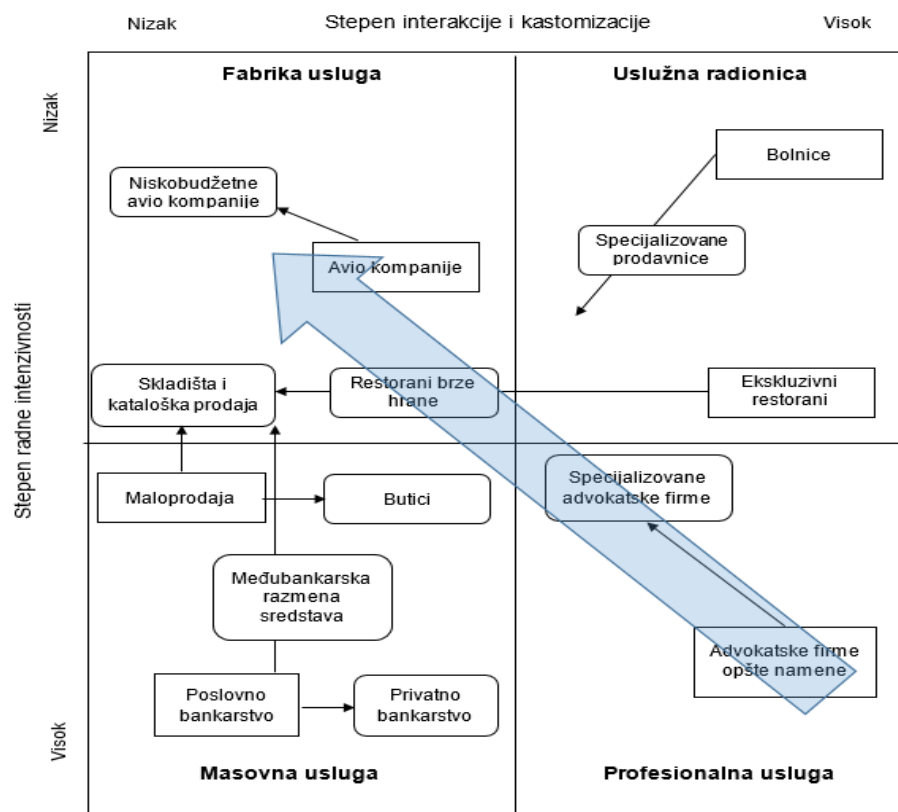 Nizak
Stepen interakcije i kastomizacije
Visok
Fabrika usluga
Uslužna radionica
Nizak
Stepen radne intenzivnosti
Visok
Bolnice
Niskobudžetne
avio kompanije
Avio kompanije
Specijalizovane
prodavnice
Skladišta i
kataloška prodaja
Restorani brze
hrane
Ekskluzivni
restorani
Maloprodaja
Butici
Specijalizovane
advokatske firme
Međubankarska
razmena
sredstava
Advokatske firme
opšte namene
Poslovno
bankarstvo
Privatno
bankarstvo
Masovna usluga
Profesionalna usluga